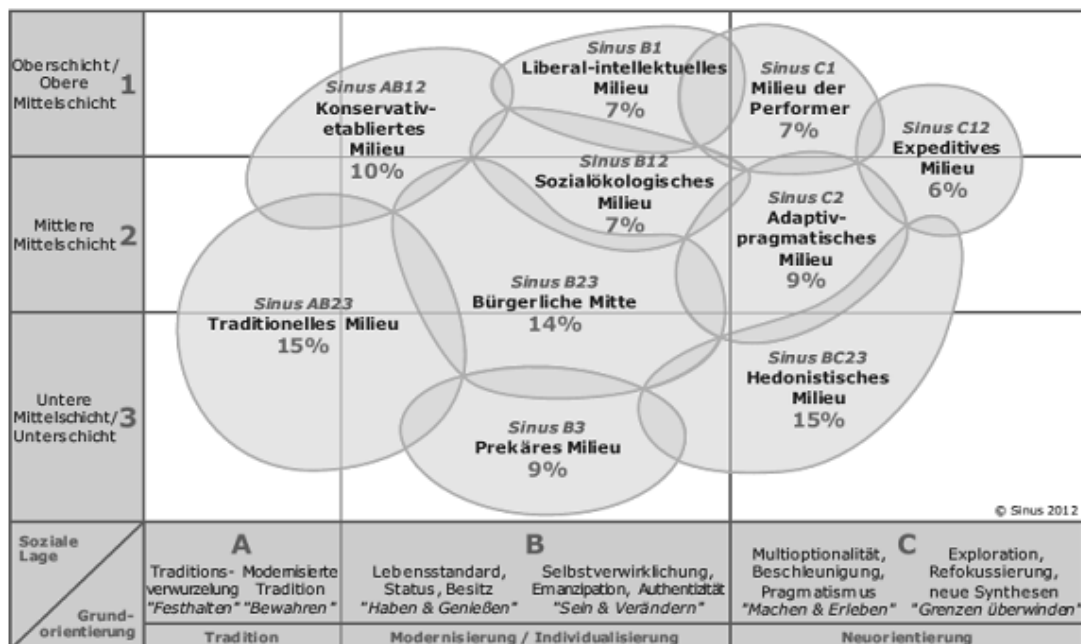 Oberschicht/
Obere
Mittelschicht
1
Mittlere
Mittelschicht
2
Untere
Mittelschicht/
Unterschicht
3
Sinus AB12
Konservativ-
etabliertes
Milieu
10%
Sinus B1
Liberal-intellektuelles
Milieu
7%
Sinus C1
Milieu der
Performer
7%
Sinus C12
Expeditives
Milieu
6%
Sinus B12
Sozialökologisches
Milieu
7%
Sinus C2
Adaptiv-
pragmatisches
Milieu
9%
Sinus AB23
Traditionelles Milieu
15%
Sinus B23
Bürgerliche Mitte
14%
Sinus BC23
Hedonistisches
Milieu
15%
Sinus B3
Prekäres Milieu
9%
© Sinus 2012
Soziale
Lage
Grund-
orientierung
A
Traditions-
verwurzelung
"Festhalten"
Modernisierte
Tradition
"Bewahren"
Tradition
B
Lebensstandard,
Status, Besitz
"Haben & Genießen"
Selbstverwirklichung,
Emanzipation, Authentizität
"Sein & Verändern"
Modernisierung / Individualisierung
C
Multioptionalität,
Beschleunigung,
Pragmatismus
"Machen & Erleben"
Exploration,
Refokussierung,
neue Synthesen
"Grenzen überwinden"
Neuorientierung